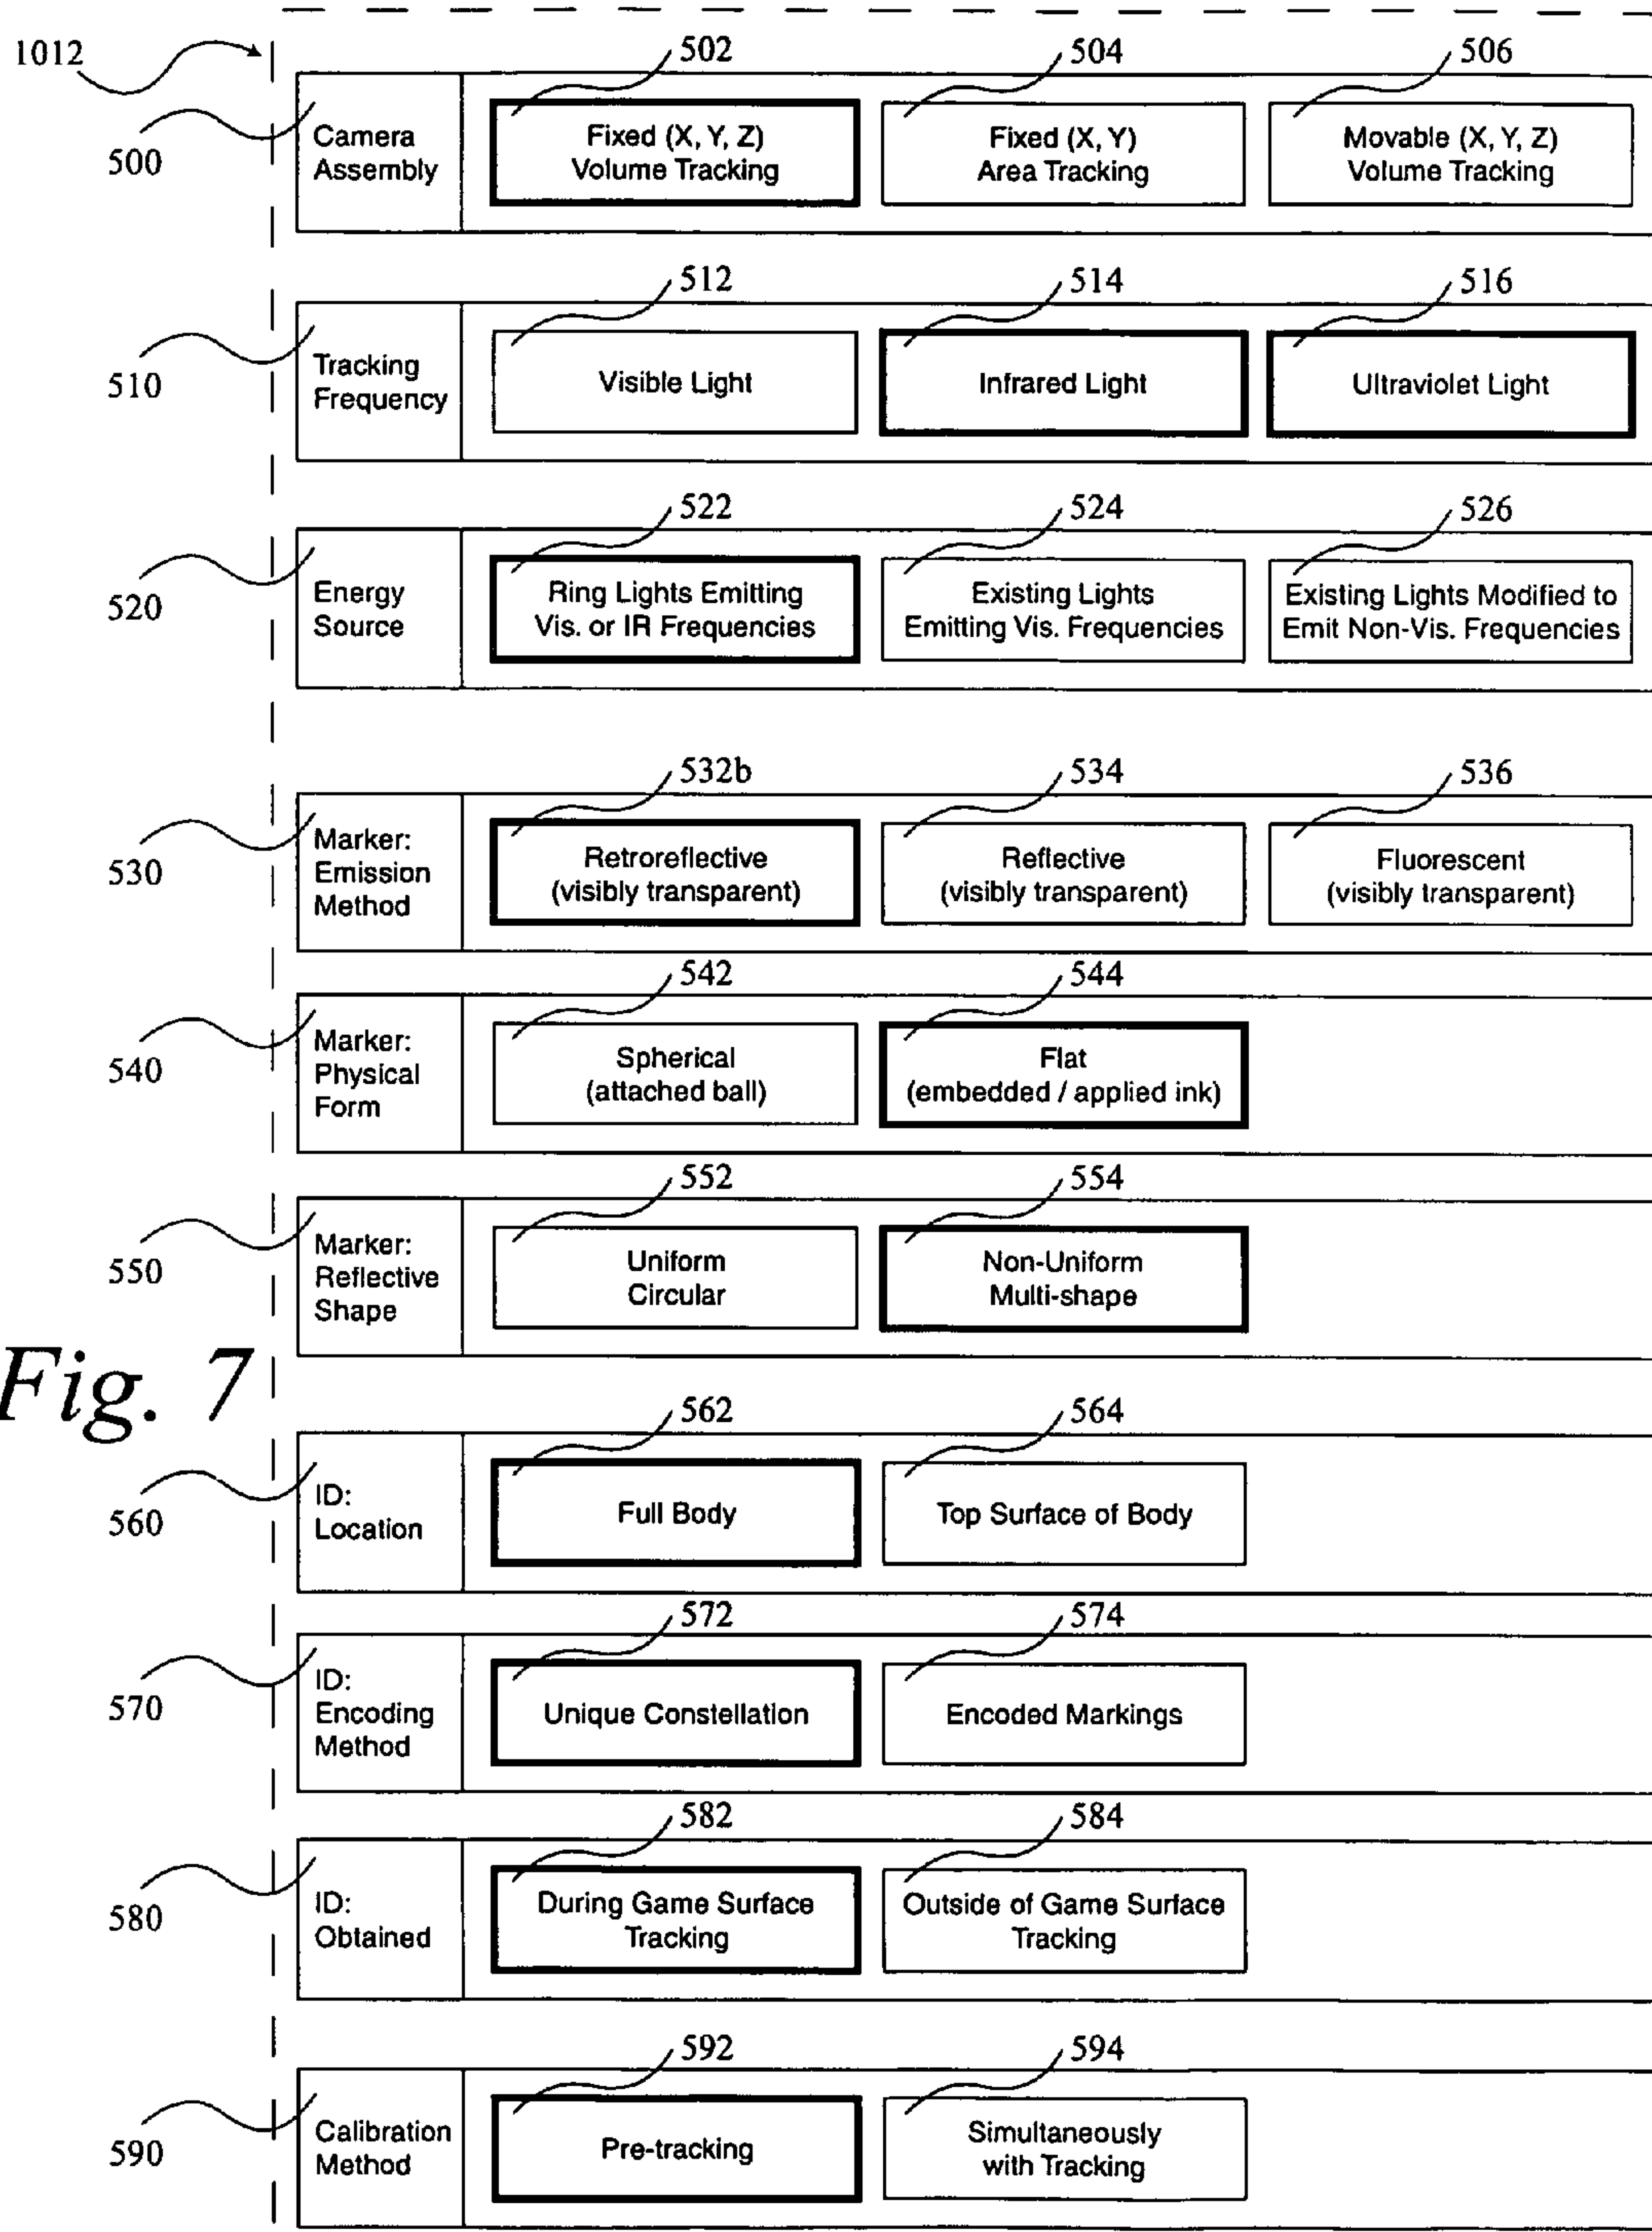 1012
502
504
506
500
Camera
Assembly
Fixed (X, Y, Z)
Volume Tracking
Fixed (X, Y)
Area Tracking
Movable (X, Y, Z)
Volume Tracking
512
514
516
510
Tracking
Frequency
Visible Light
Infrared Light
Ultraviolet Light
522
524
526
520
Energy
Source
Ring Lights Emitting
Vis. or IR Frequencies
Existing Lights
Emitting Vis. Frequencies
Existing Lights Modified to
Emit Non-Vis. Frequencies
532b
534
536
530
Marker:
Emission
Method
Retroreflective
(visibly transparent)
Reflective
(visibly transparent)
Fluorescent
(visibly transparent)
542
544
540
Marker:
Physical
Form
Spherical
(attached ball)
Flat
(embedded / applied ink)
552
554
550
Marker:
Reflective
Shape
Uniform
Circular
Non-Uniform
Multi-shape
Fig. 7
562
564
560
ID:
Location
Full Body
Top Surface of Body
572
574
570
ID:
Encoding
Method
Unique Constellation
Encoded Markings
582
584
580
ID:
Obtained
During Game Surface
Tracking
Outside of Game Surface
Tracking
592
594
590
Calibration
Method
Pre-tracking
Simultaneously
with Tracking